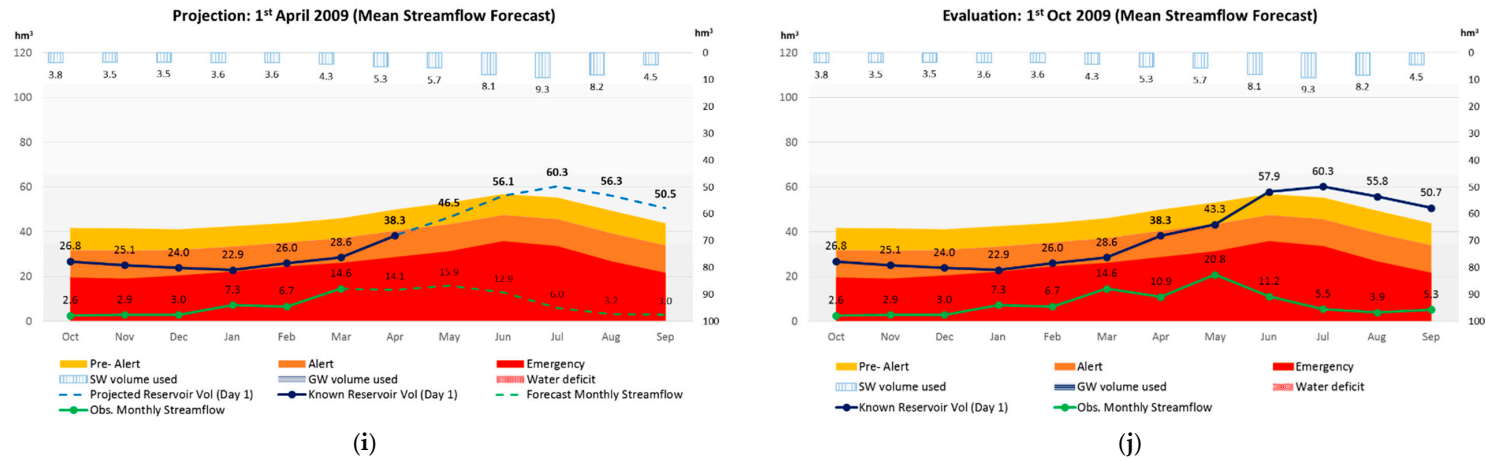 Projection: 1st April 2009 (Mean Streamflow Forecast)
hm³ hm³
120 100 80 60 40 20 0
0 10 20 30 40 50 60 70 80 90 100
3.8 3.5 3.5 3.6 3.6 4.3 5.3 5.7 8.1 9.3 8.2 4.5
26.8 25.1 24.0 22.9 26.0 28.6 38.3 46.5 56.1 60.3 56.3 50.5
2.6 2.9 3.0 7.3 6.7 14.6 14.1 15.9 12.9 6.0 3.2 3.0
Oct Nov Dec Jan Feb Mar Apr May Jun Jul Aug Sep
Pre- Alert Alert Emergency
SW volume used GW volume used Water deficit
Projected Reservoir Vol (Day 1) Known Reservoir Vol (Day 1) Forecast Monthly Streamflow
Obs. Monthly Streamflow
(i)
Evaluation: 1st Oct 2009 (Mean Streamflow Forecast)
hm³ hm³
120 100 80 60 40 20 0
0 10 20 30 40 50 60 70 80 90 100
3.8 3.5 3.5 3.6 3.6 4.3 5.3 5.7 8.1 9.3 8.2 4.5
26.8 25.1 24.0 22.9 26.0 28.6 38.3 43.3 57.9 60.3 55.8 50.7
2.6 2.9 3.0 7.3 6.7 14.6 10.9 20.8 11.2 5.5 3.9 5.3
Oct Nov Dec Jan Feb Mar Apr May Jun Jul Aug Sep
Pre- Alert Alert Emergency
SW volume used GW volume used Water deficit
Known Reservoir Vol (Day 1) Obs. Monthly Streamflow
(j)